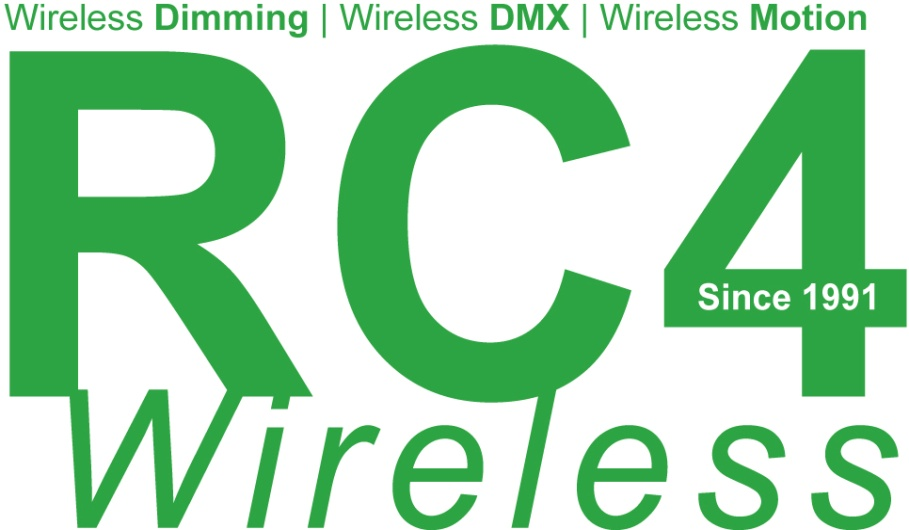 Wireless Dimming | Wireless DMX | Wireless Motion
RC4
Since 1991
Wireless